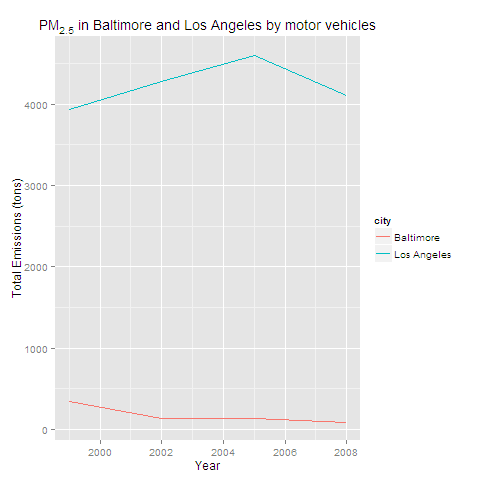 PM2.5 in Baltimore and Los Angeles by motor vehicles
Total Emissions (tons)
4000
3000
2000
1000
0
2000 2002 2004 2006 2008
Year
city
Baltimore
Los Angeles